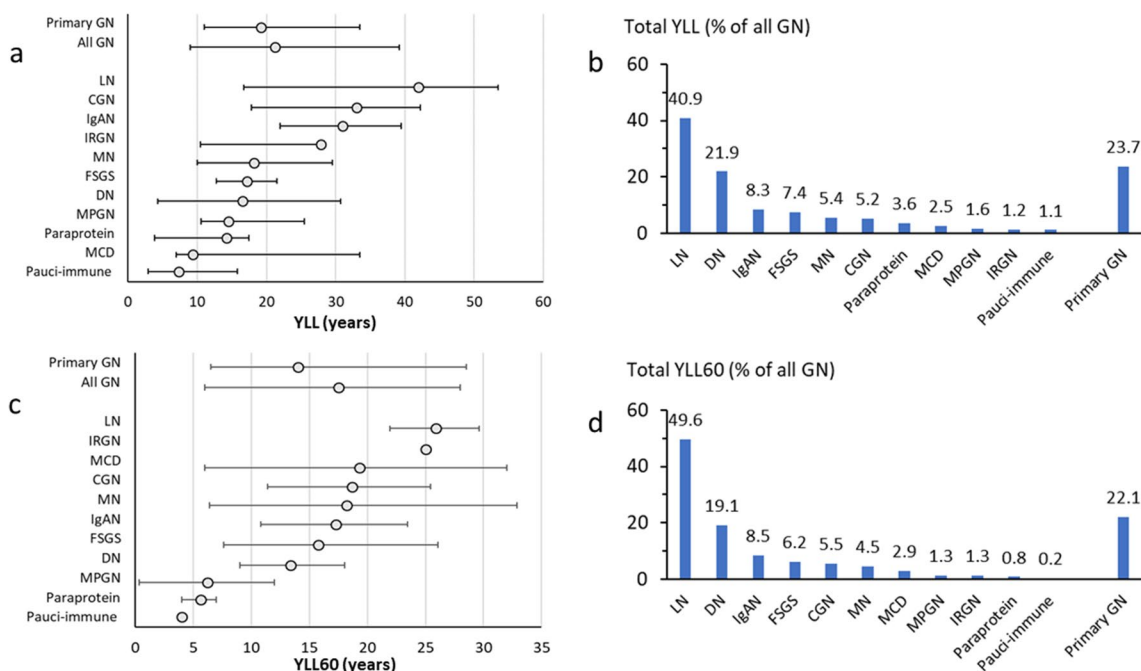 a
Primary GN
All GN
LN
CGN
IgAN
IRGN
MN
FSGS
DN
MPGN
Paraprotein
MCD
Pauci-immune
0 10 20 30 40 50 60
YLL (years)
Total YLL (% of all GN)
b
60
40
20
0
40.9 21.9 8.3 7.4 5.4 5.2 3.6 2.5 1.6 1.2 1.1 23.7
LN DN IgAN FSGS MN CGN Paraprotein MCD MPGN IRGN Pauci-immune Primary GN
c
Primary GN
All GN
LN
IRGN
MCD
CGN
MN
IgAN
FSGS
DN
MPGN
Paraprotein
Pauci-immune
0 5 10 15 20 25 30 35
YLL60 (years)
Total YLL60 (% of all GN)
d
60
40
20
0
49.6 19.1 8.5 6.2 5.5 4.5 2.9 1.3 1.3 0.8 0.2 22.1
LN DN IgAN FSGS CGN MN MCD MPGN IRGN Paraprotein Pauci-immune Primary GN